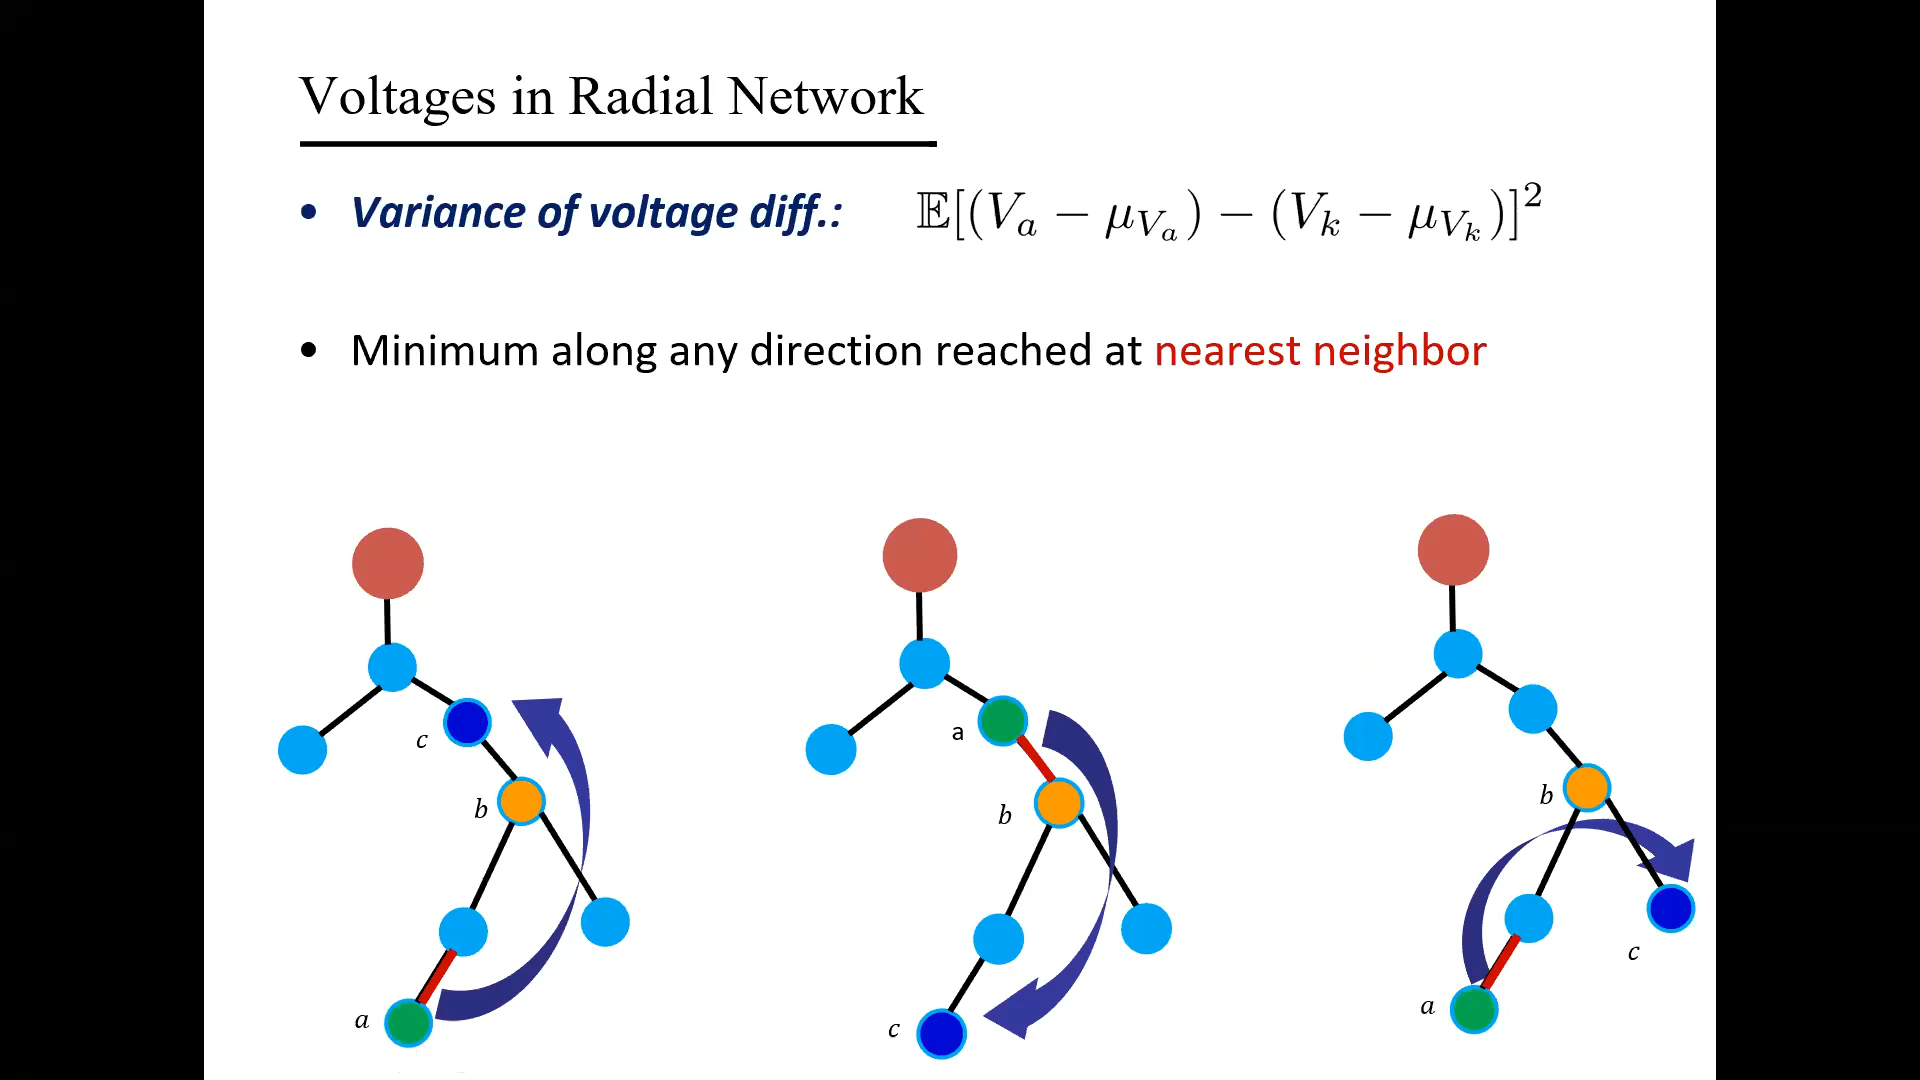 Voltages in Radial Network
• Variance of voltage diff.: 𝔼[(V_a − μ_{V_a}) − (V_k − μ_{V_k})]^2
• Minimum along any direction reached at nearest neighbor
c
b
a
a
b
c
b
c
a